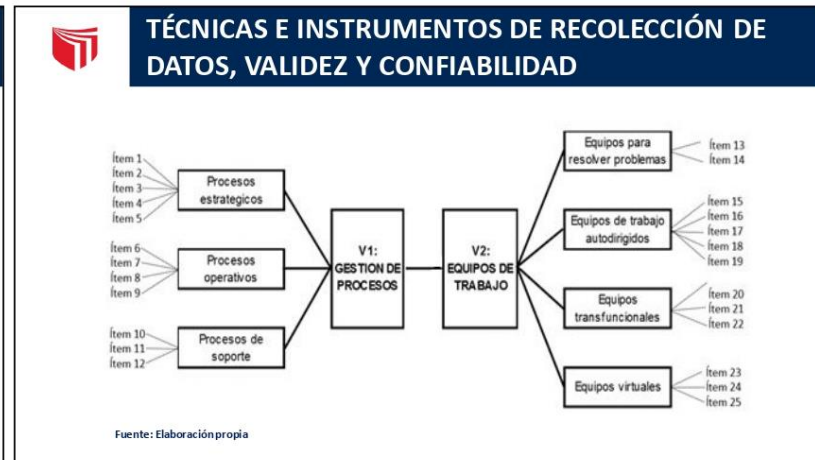 TÉCNICAS E INSTRUMENTOS DE RECOLECCIÓN DE
DATOS, VALIDEZ Y CONFIABILIDAD
Ítem 1
Ítem 2
Ítem 3
Ítem 4
Ítem 5
Procesos
estrategicos
Ítem 6
Ítem 7
Ítem 8
Ítem 9
Procesos
operativos
Ítem 10
Ítem 11
Ítem 12
Procesos de
soporte
V1:
GESTION DE
PROCESOS
V2:
EQUIPOS DE
TRABAJO
Equipos para
resolver problemas
Ítem 13
Ítem 14
Equipos de trabajo
autodirigidos
Ítem 15
Ítem 16
Ítem 17
Ítem 18
Ítem 19
Equipos
transfuncionales
Ítem 20
Ítem 21
Ítem 22
Equipos virtuales
Ítem 23
Ítem 24
Ítem 25
Fuente: Elaboración propia